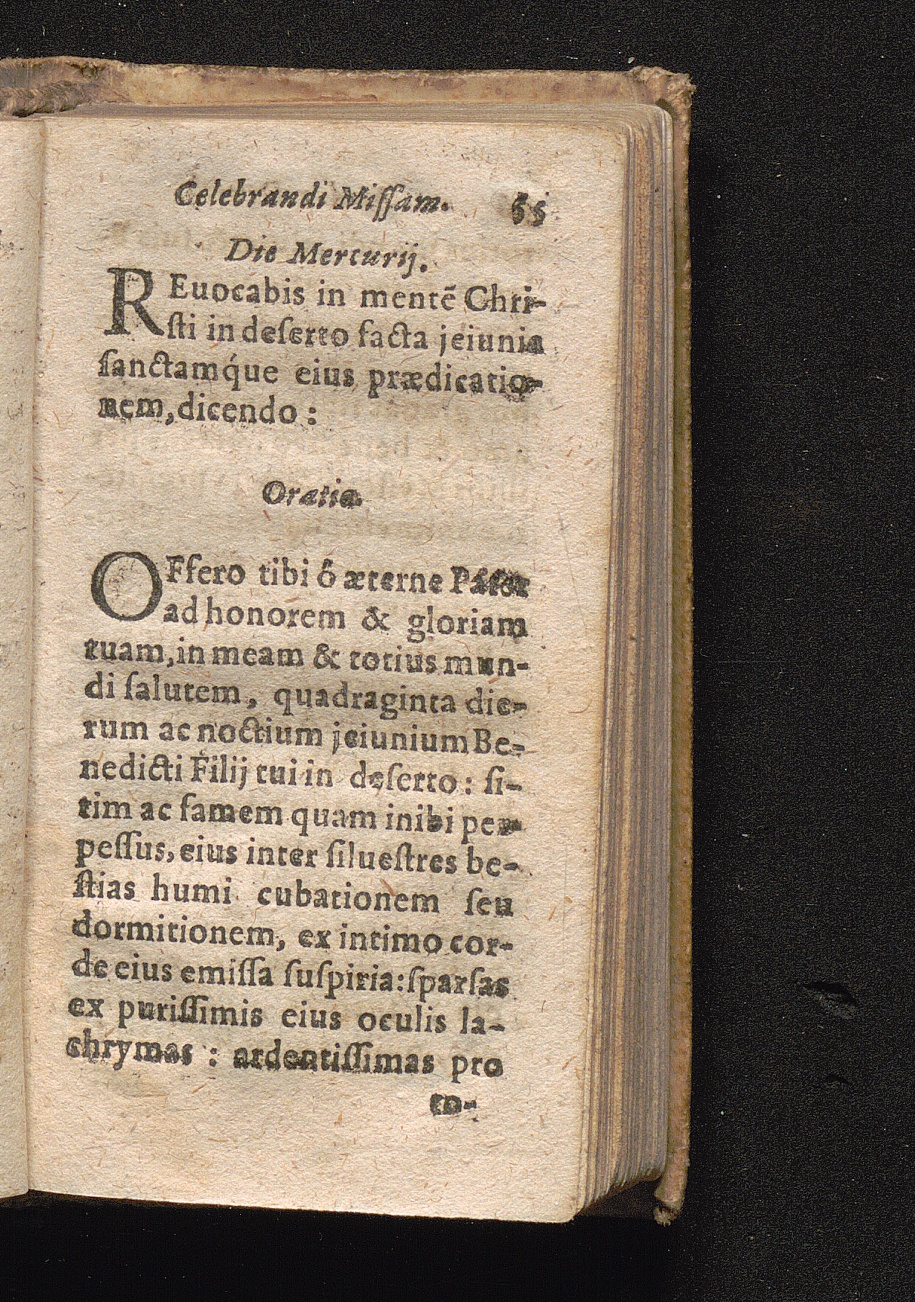 Celebrandi Miſſam. 55
Die Mercurij.
REuocabis in mentẽ Chri-
ſti in deſerto facta jeiunia
ſanctamq́ue eius prædicatio-
nem, dicendo:
Oratio
OFfero tibi ô æterne Pater
ad honorem & gloriam
tuam, in meam & totius mun-
di ſalutem, quadraginta die-
rum ac noctium jeiunium Be-
nedicti Filij tui in deſerto: ſi-
tim ac famem quam inibi per-
peſſus, eius inter ſilueſtres be-
ſtias humi cubationem ſeu
dormitionem, ex intimo cor-
de eius emiſſa ſuſpiria: ſparſas
ex puriſſimis eius oculis la-
chrymas: ardentiſſimas pro